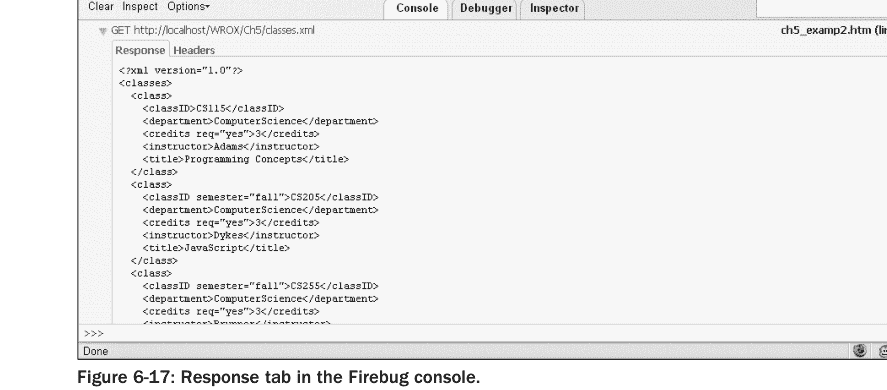 Clear Inspect Options
Console Debugger Inspector
GET http://localhost/WROX/Ch5/classes.xml
ch5_examp2.htm (lin
Response Headers
<?xml version="1.0"?>
<classes>
<class>
<classID>CS115</classID>
<department>ComputerScience</department>
<credits req="yes">3</credits>
<instructor>Adams</instructor>
<title>Programming Concepts</title>
</class>
<class>
<classID semester="fall">CS205</classID>
<department>ComputerScience</department>
<credits req="yes">3</credits>
<instructor>Dykes</instructor>
<title>JavaScript</title>
</class>
<class>
<classID semester="fall">CS255</classID>
<department>ComputerScience</department>
<credits req="yes">3</credits>
>>>
Done
Figure 6-17: Response tab in the Firebug console.